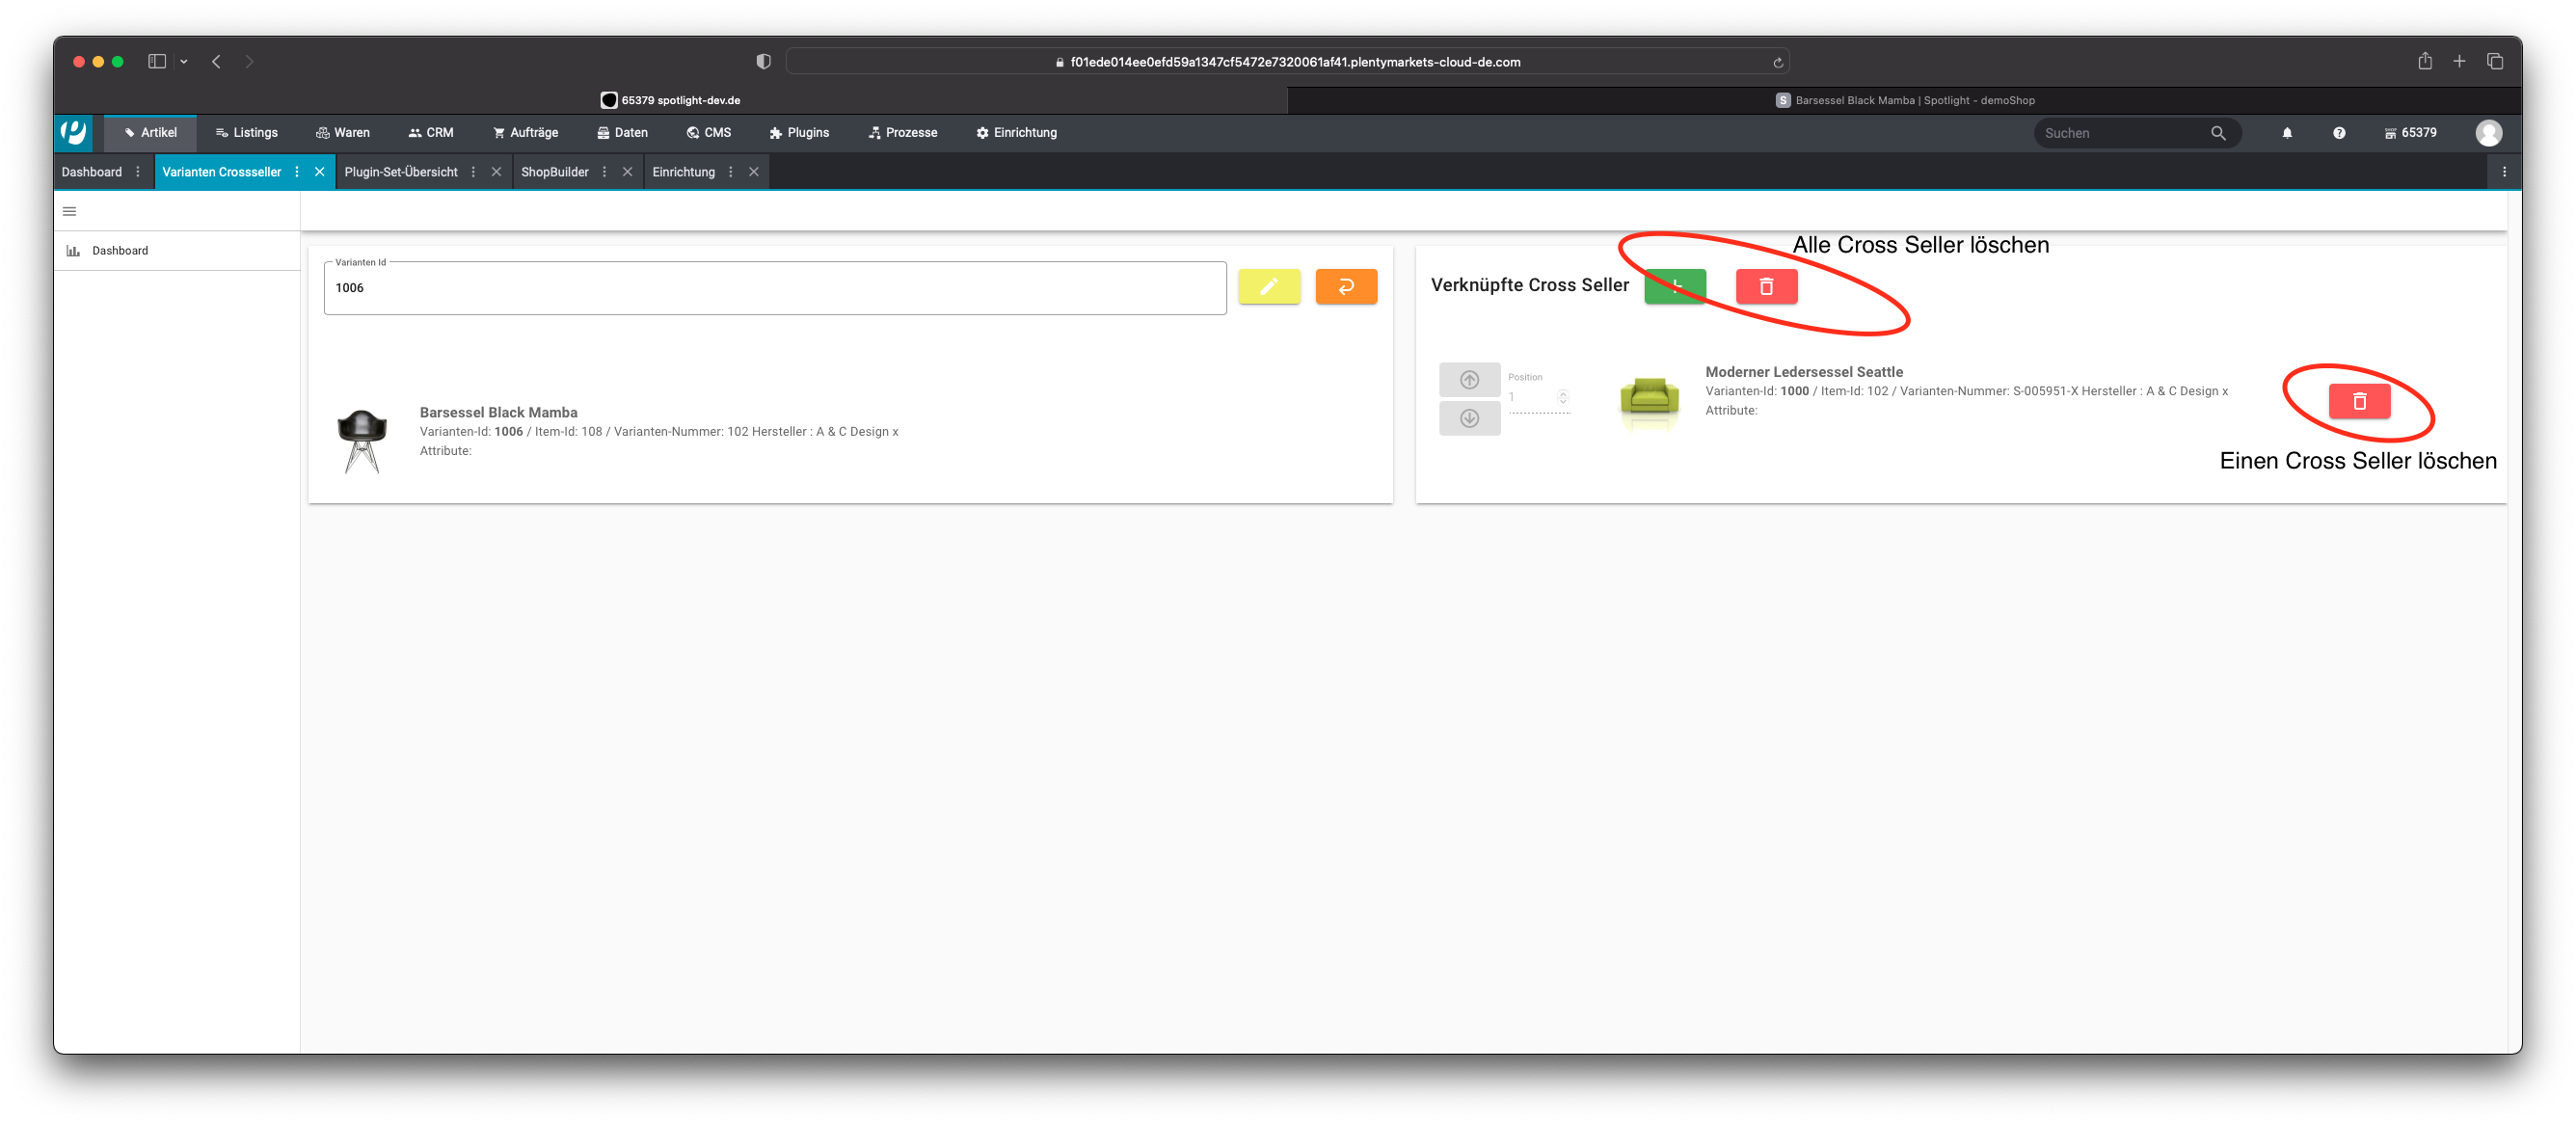 f01ede014ee0efd59a1347cf5472e7320061af41.plentymarkets-cloud-de.com
65379 spotlight-dev.de
S Barsessel Black Mamba | Spotlight - demoShop
Artikel Listings Waren CRM Aufträge Daten CMS Plugins Prozesse Einrichtung Suchen 65379
Dashboard Varianten Crossseller Plugin-Set-Übersicht ShopBuilder Einrichtung
Dashboard
Varianten Id
1006
Barsessel Black Mamba
Varianten-Id: 1006 / Item-Id: 108 / Varianten-Nummer: 102 Hersteller : A & C Design x
Attribute:
Alle Cross Seller löschen
Verknüpfte Cross Seller
Position
1
Moderner Ledersessel Seattle
Varianten-Id: 1000 / Item-Id: 102 / Varianten-Nummer: S-005951-X Hersteller : A & C Design x
Attribute:
Einen Cross Seller löschen